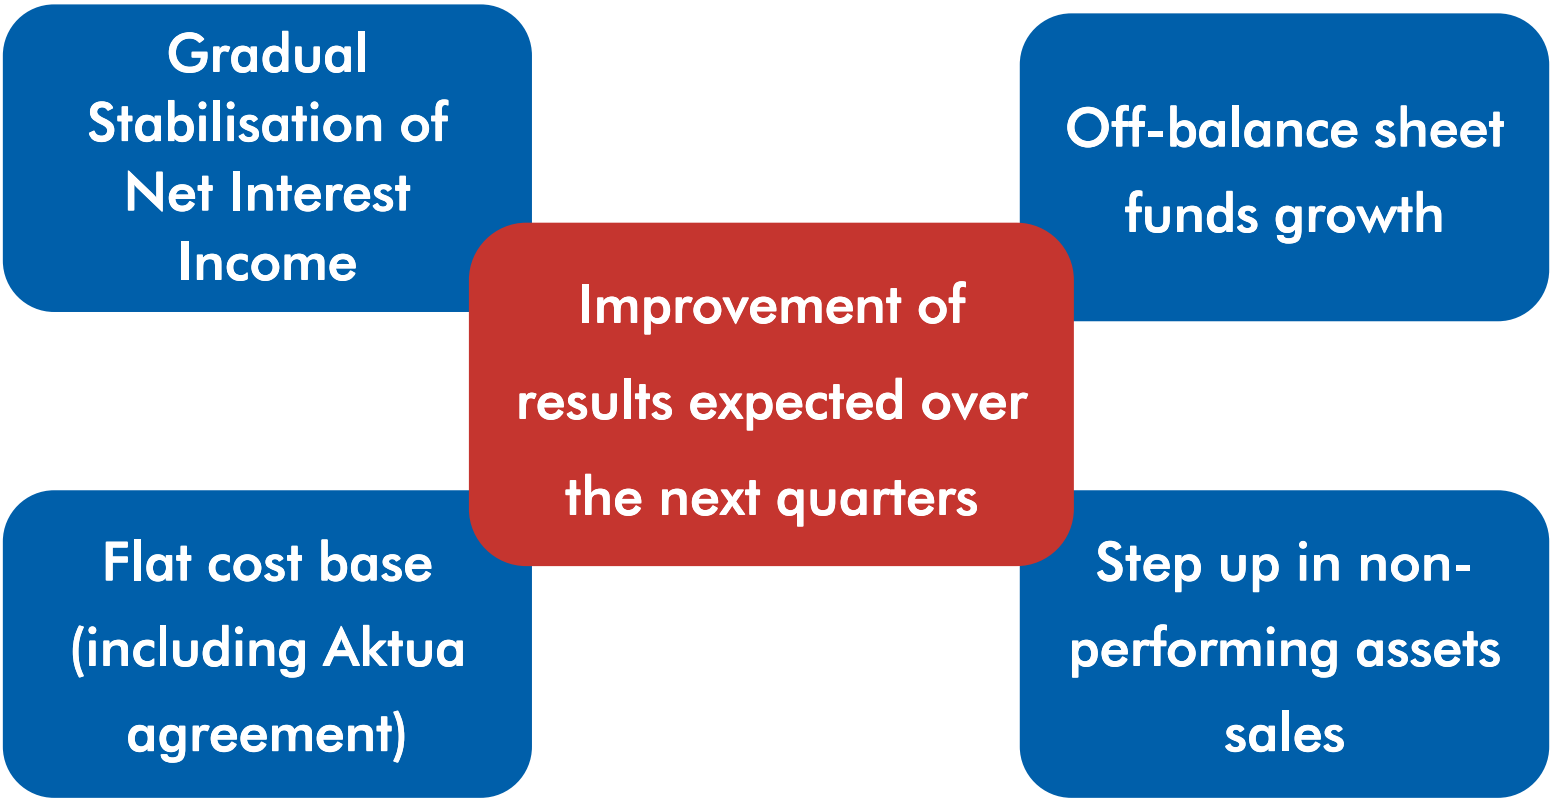 Gradual
Stabilisation of
Net Interest
Income
Off-balance sheet
funds growth
Improvement of
results expected over
the next quarters
Flat cost base
(including Aktua
agreement)
Step up in non-
performing assets
sales